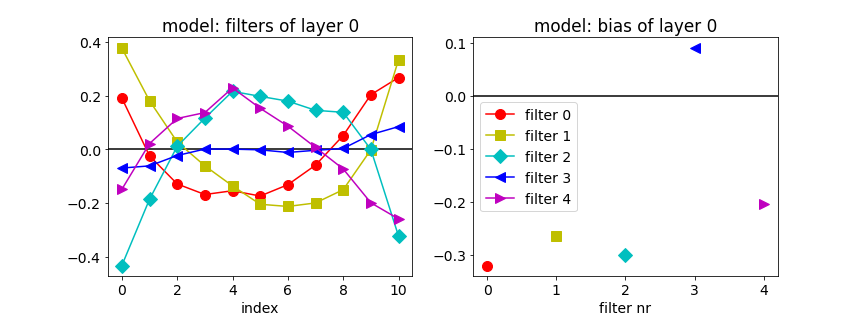 model: filters of layer 0
0.4
0.2
0.0
−0.2
−0.4
0 2 4 6 8 10
index
model: bias of layer 0
0.1
0.0
−0.1
−0.2
−0.3
filter 0
filter 1
filter 2
filter 3
filter 4
0 1 2 3 4
filter nr